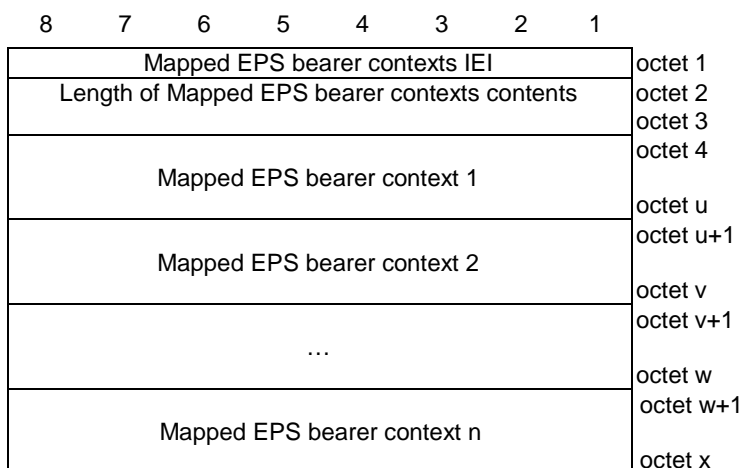 8 7 6 5 4 3 2 1
Mapped EPS bearer contexts IEI octet 1
Length of Mapped EPS bearer contexts contents octet 2
octet 3
octet 4
Mapped EPS bearer context 1
octet u
octet u+1
Mapped EPS bearer context 2
octet v
octet v+1
…
octet w
octet w+1
Mapped EPS bearer context n
octet x